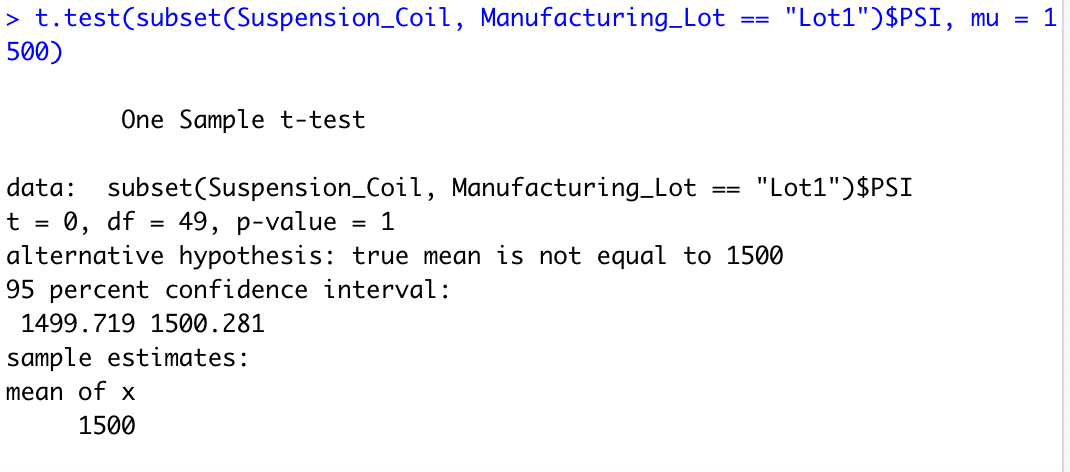 > t.test(subset(Suspension_Coil, Manufacturing_Lot == "Lot1")$PSI, mu = 1
500)
One Sample t-test
data:  subset(Suspension_Coil, Manufacturing_Lot == "Lot1")$PSI
t = 0, df = 49, p-value = 1
alternative hypothesis: true mean is not equal to 1500
95 percent confidence interval:
1499.719 1500.281
sample estimates:
mean of x
1500